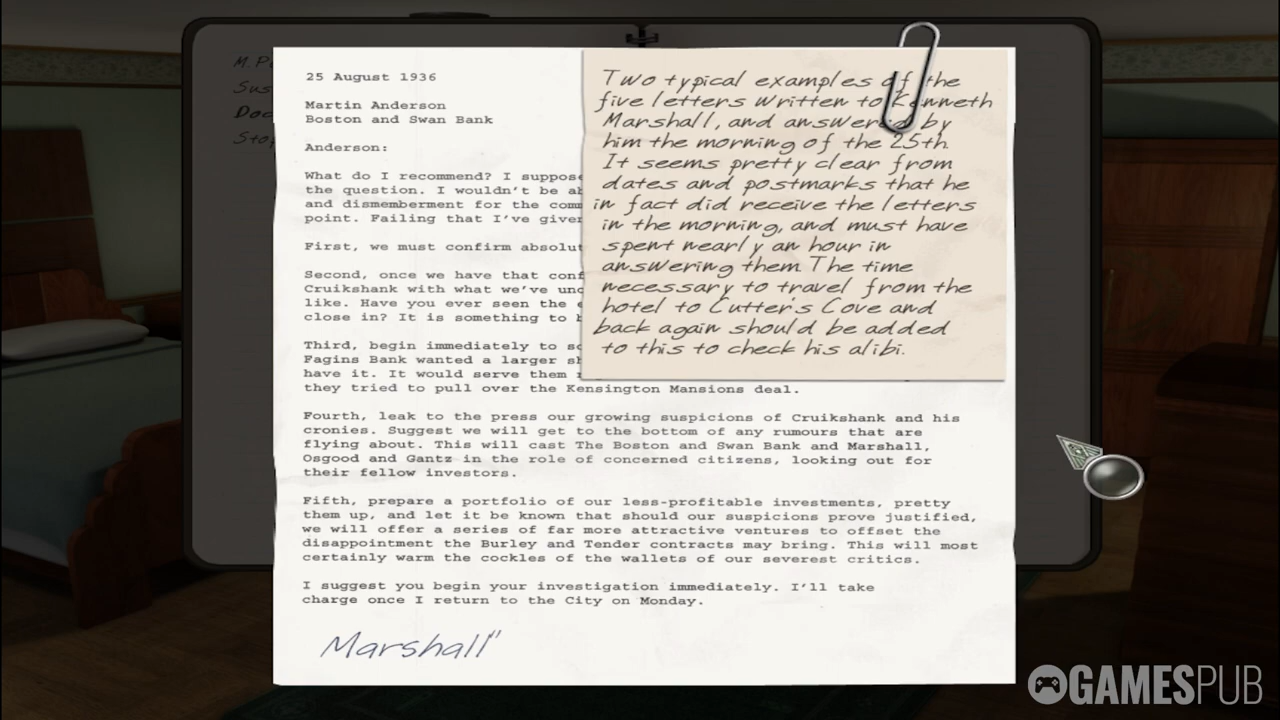 M.P
Sus
Doc
Stop
25 August 1936
Martin Anderson
Boston and Swan Bank
Anderson:
What do I recommend? I suppose
the question. I wouldn't be ab
and dismemberment for the comm
point. Failing that I've given
First, we must confirm absolut
Second, once we have that conf
Cruikshank with what we've unc
like. Have you ever seen the e
close in? It is something to b
Third, begin immediately to so
Fagins Bank wanted a larger sh
have it. It would serve them r
they tried to pull over the Kensington Mansions deal.
Fourth, leak to the press our growing suspicions of Cruikshank and his
cronies. Suggest we will get to the bottom of any rumours that are
flying about. This will cast The Boston and Swan Bank and Marshall,
Osgood and Gantz in the role of concerned citizens, looking out for
their fellow investors.
Fifth, prepare a portfolio of our less-profitable investments, pretty
them up, and let it be known that should our suspicions prove justified,
we will offer a series of far more attractive ventures to offset the
disappointment the Burley and Tender contracts may bring. This will most
certainly warm the cockles of the wallets of our severest critics.
I suggest you begin your investigation immediately. I'll take
charge once I return to the City on Monday.
Marshall"
Two typical examples of the
five letters written to Kenneth
Marshall, and answered by
him the morning of the 25th.
It seems pretty clear from
dates and postmarks that he
in fact did receive the letters
in the morning, and must have
spent nearly an hour in
answering them. The time
necessary to travel from the
hotel to Cutter's Cove and
back again should be added
to this to check his alibi.
GAMESPUB